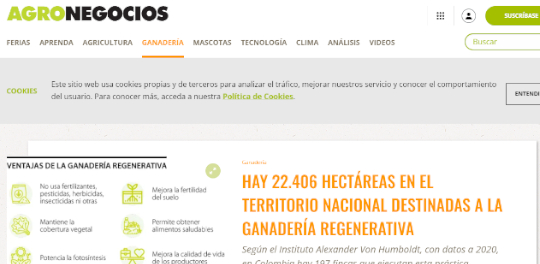 AGRONEGOCIOS
SUSCRÍBASE
FERIAS APRENDA AGRICULTURA GANADERÍA MASCOTAS TECNOLOGÍA CLIMA ANÁLISIS VIDEOS
Buscar
COOKIES
Este sitio web usa cookies propias y de terceros para analizar el tráfico, mejorar nuestros servicio y conocer el comportamiento
del usuario. Para conocer más, acceda a nuestra Política de Cookies.
ENTENDI
VENTAJAS DE LA GANADERÍA REGENERATIVA
No usa fertilizantes,
pesticidas, herbicidas,
insecticidas ni otras
Mejora la fertilidad
del suelo
Mantiene la
cobertura vegetal
Permite obtener
alimentos saludables
Potencia la fotosíntesis
Mejora la calidad de vida
de los productores
HAY 22.406 HECTÁREAS EN EL
TERRITORIO NACIONAL DESTINADAS A LA
GANADERÍA REGENERATIVA
Según el Instituto Alexander Von Humboldt, con datos a 2020,
en Colombia hay 197 fincas que ejecutan esta práctica